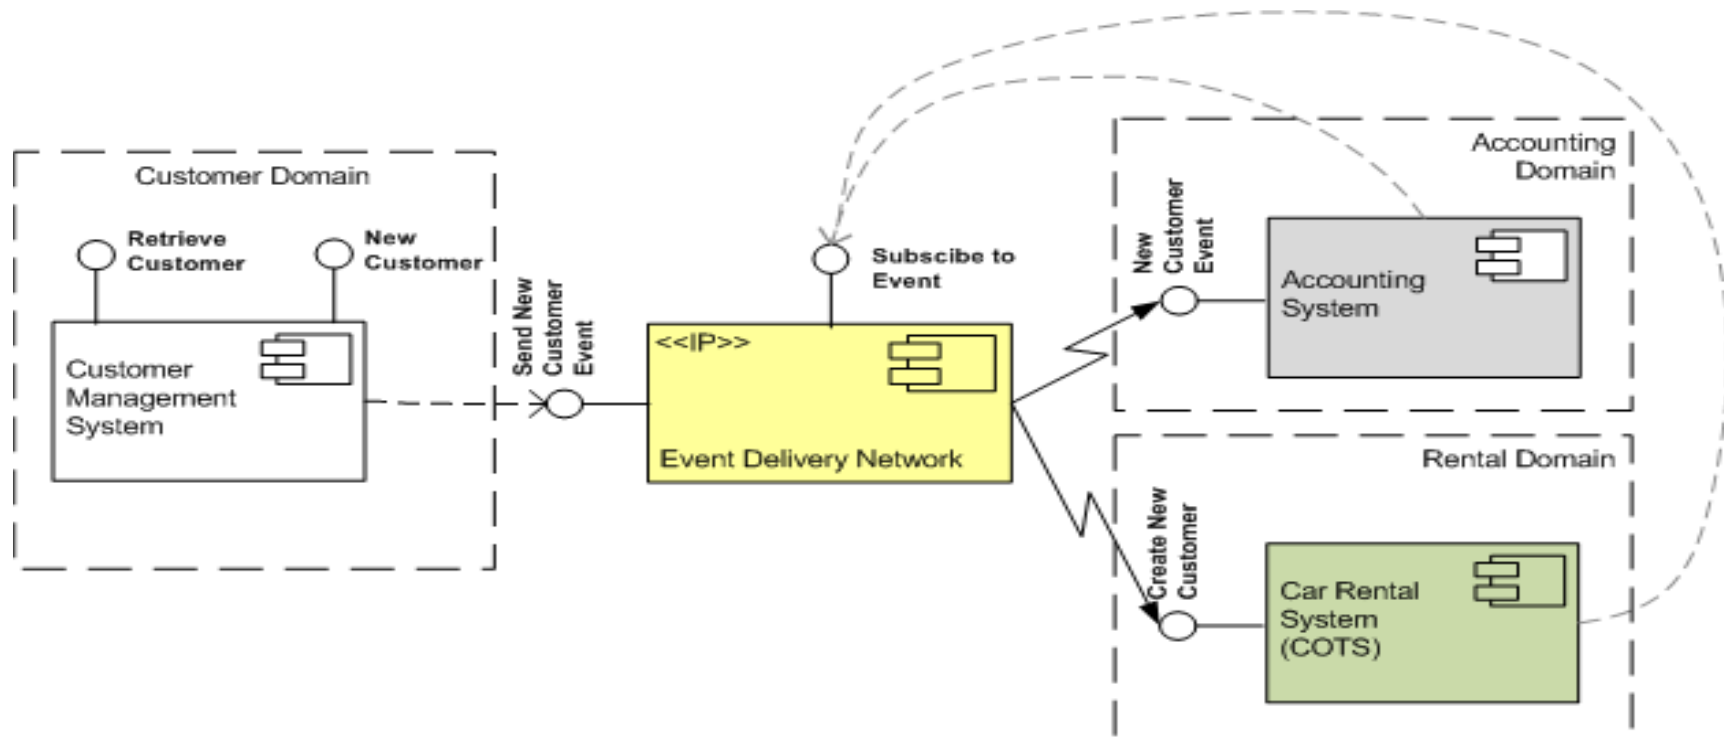 Customer Domain
Retrieve
Customer
New
Customer
Customer
Management
System
Send New
Customer
Event
Subscibe to
Event
<<IP>>
Event Delivery Network
Accounting
Domain
New
Customer
Event
Accounting
System
Rental Domain
Create New
Customer
Car Rental
System
(COTS)